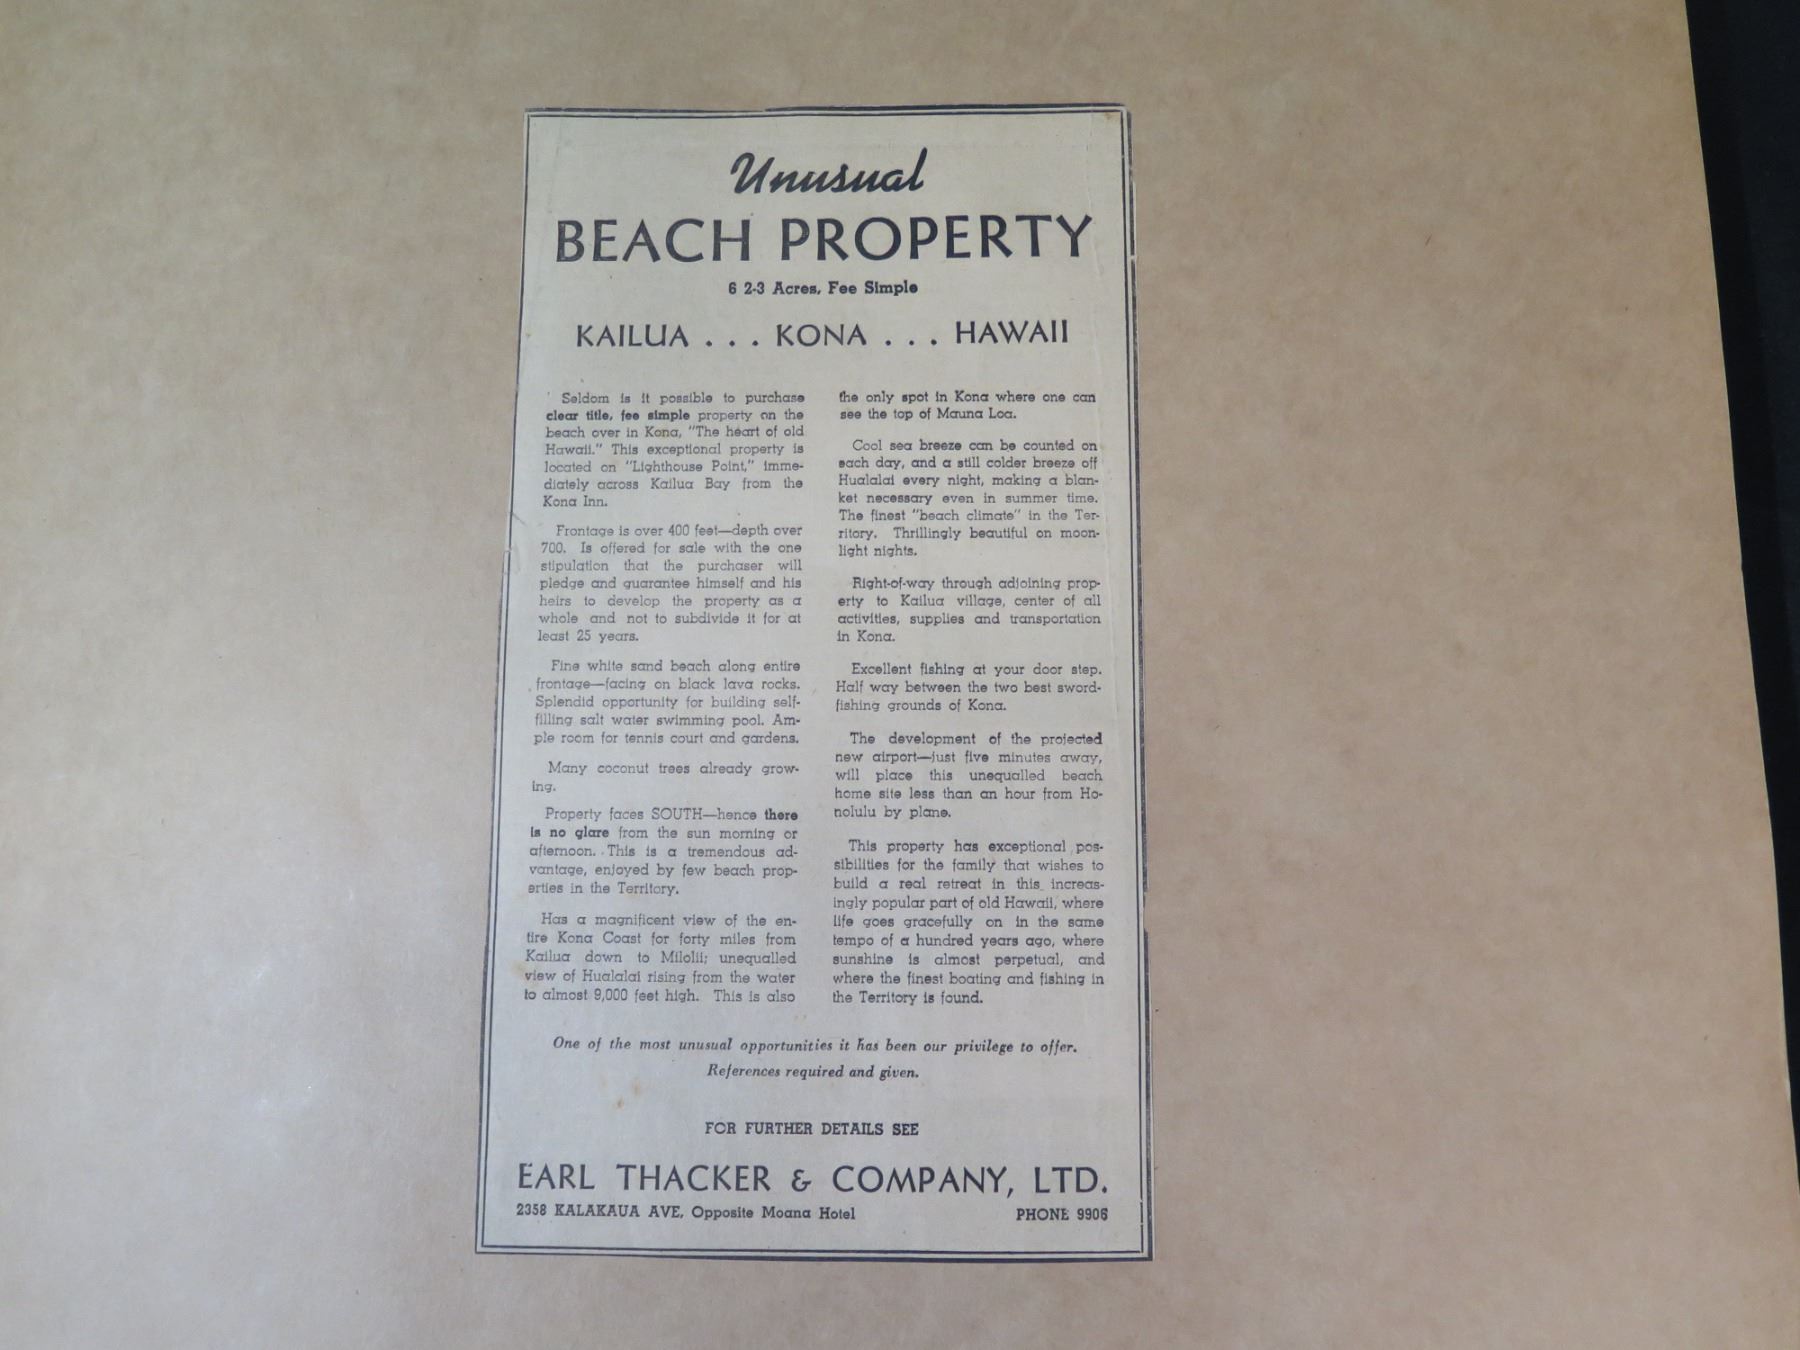 Unusual
BEACH PROPERTY
6 2-3 Acres, Fee Simple
KAILUA . . . KONA . . . HAWAII
Seldom is it possible to purchase
clear title, fee simple property on the
beach over in Kona, "The heart of old
Hawaii." This exceptional property is
located on "Lighthouse Point," imme-
diately across Kailua Bay from the
Kona Inn.
Frontage is over 400 feet—depth over
700. Is offered for sale with the one
stipulation that the purchaser will
pledge and guarantee himself and his
heirs to develop the property as a
whole and not to subdivide it for at
least 25 years.
Fine white sand beach along entire
frontage—facing on black lava rocks.
Splendid opportunity for building self-
filling salt water swimming pool. Am-
ple room for tennis court and gardens.
Many coconut trees already grow-
ing.
Property faces SOUTH—hence there
is no glare from the sun morning or
afternoon. This is a tremendous ad-
vantage, enjoyed by few beach prop-
erties in the Territory.
Has a magnificent view of the en-
tire Kona Coast for forty miles from
Kailua down to Milolii; unequalled
view of Hualalai rising from the water
to almost 9,000 feet high. This is also
the only spot in Kona where one can
see the top of Mauna Loa.
Cool sea breeze can be counted on
each day, and a still colder breeze off
Hualalai every night, making a blan-
ket necessary even in summer time.
The finest "beach climate" in the Ter-
ritory. Thrillingly beautiful on moon-
light nights.
Right-of-way through adjoining prop-
erty to Kailua village, center of all
activities, supplies and transportation
in Kona.
Excellent fishing at your door step.
Half way between the two best sword-
fishing grounds of Kona.
The development of the projected
new airport—just five minutes away,
will place this unequalled beach
home site less than an hour from Ho-
nolulu by plane.
This property has exceptional pos-
sibilities for the family that wishes to
build a real retreat in this increas-
ingly popular part of old Hawaii, where
life goes gracefully on in the same
tempo of a hundred years ago, where
sunshine is almost perpetual, and
where the finest boating and fishing in
the Territory is found.
One of the most unusual opportunities it has been our privilege to offer.
References required and given.
FOR FURTHER DETAILS SEE
EARL THACKER & COMPANY, LTD.
2358 KALAKAUA AVE, Opposite Moana Hotel PHONE 9906